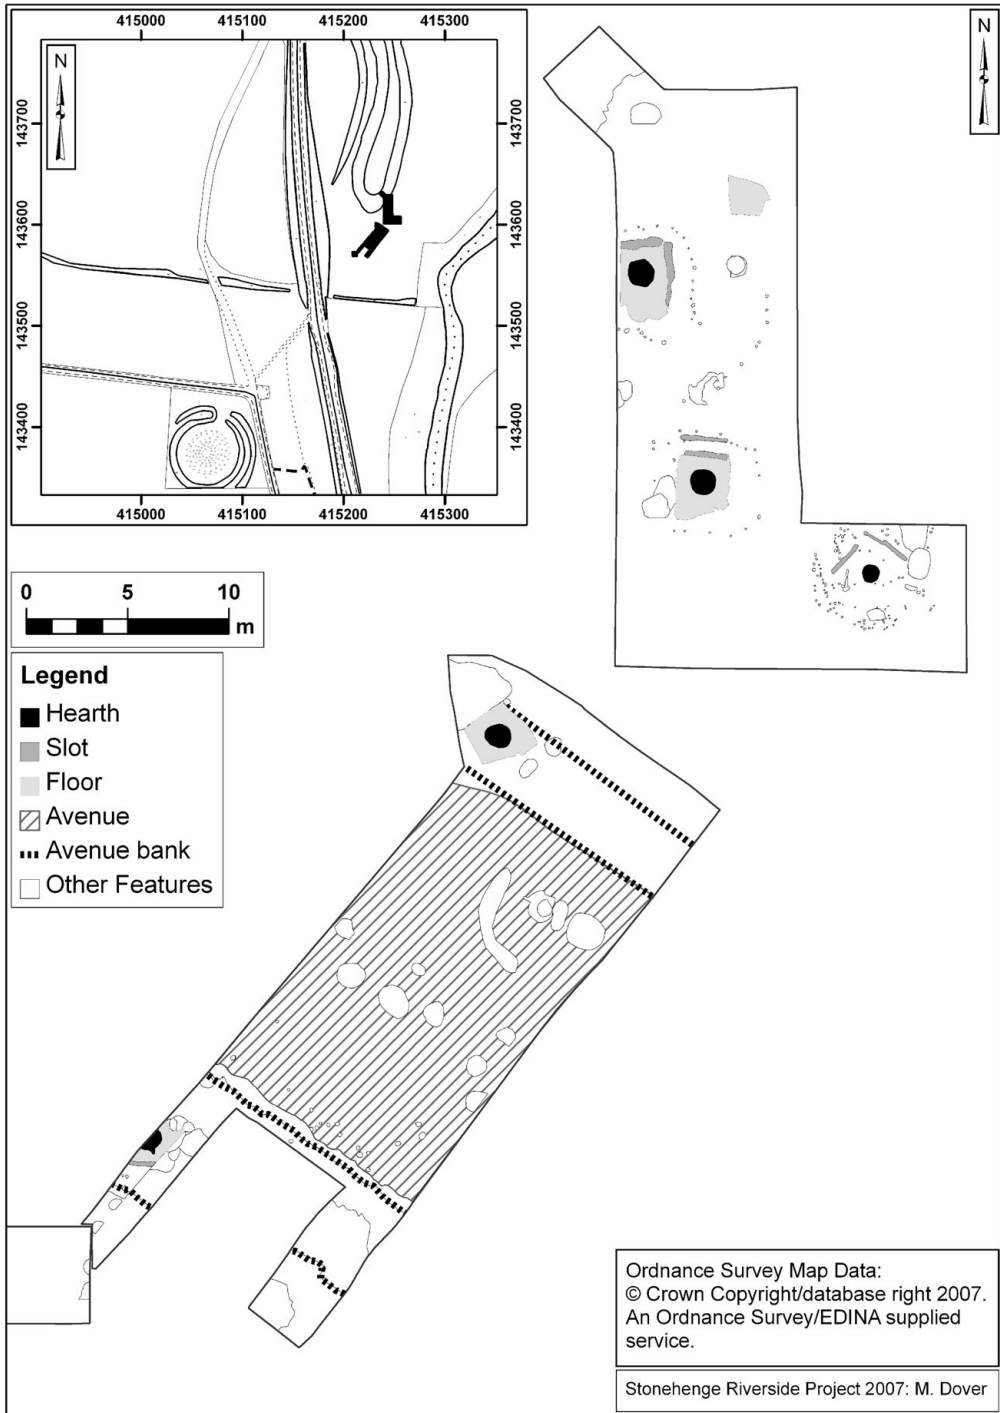 415000 415100 415200 415300
N
N
143700
143700
143600
143600
143500
143500
143400
143400
415000 415100 415200 415300
0 5 10
m
Legend
Hearth
Slot
Floor
Avenue
Avenue bank
Other Features
Ordnance Survey Map Data:
© Crown Copyright/database right 2007.
An Ordnance Survey/EDINA supplied
service.
Stonehenge Riverside Project 2007: M. Dover